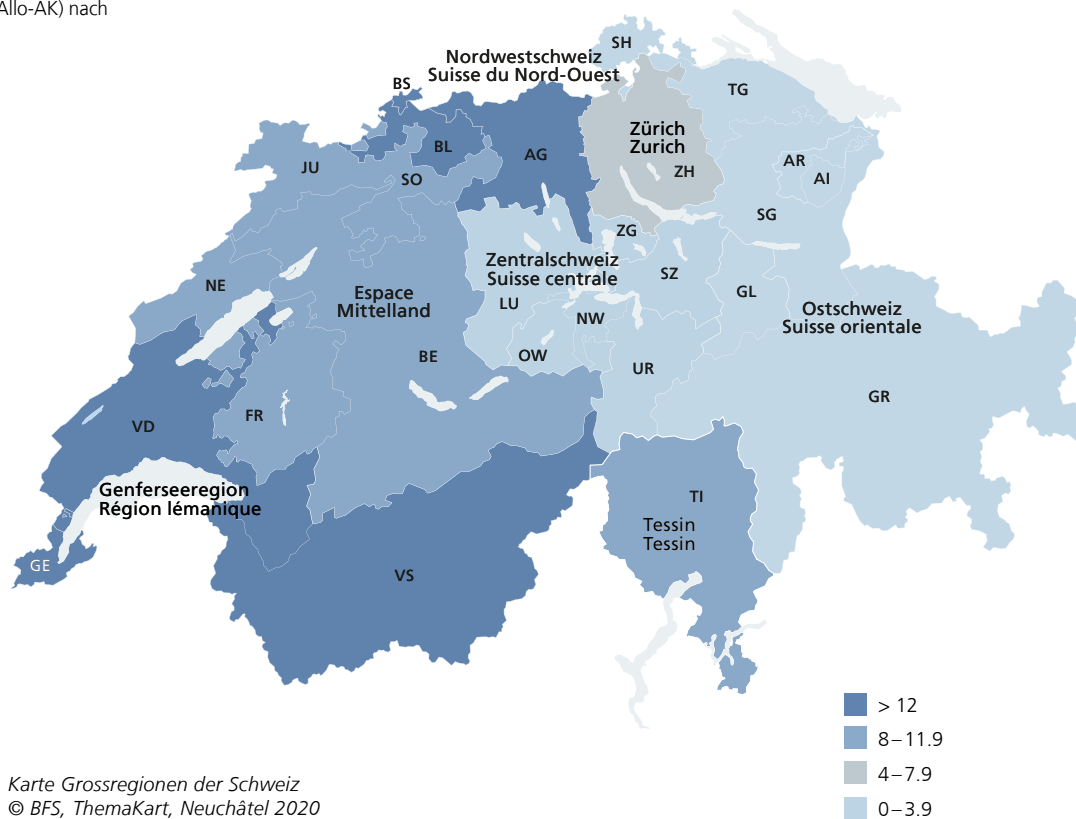 Allo-AK) nach
SH
Nordwestschweiz
Suisse du Nord-Ouest
BS
TG
Zürich
Zurich
BL
AG
AR
JU
ZH
SO
AI
SG
ZG
Zentralschweiz
Suisse centrale
SZ
NE
GL
Espace
Mittelland
LU
Ostschweiz
Suisse orientale
NW
BE
OW
UR
GR
FR
VD
Genferseeregion
Région lémanique
TI
Tessin
Tessin
GE
VS
> 12
8–11.9
4–7.9
0–3.9
Karte Grossregionen der Schweiz
© BFS, ThemaKart, Neuchâtel 2020